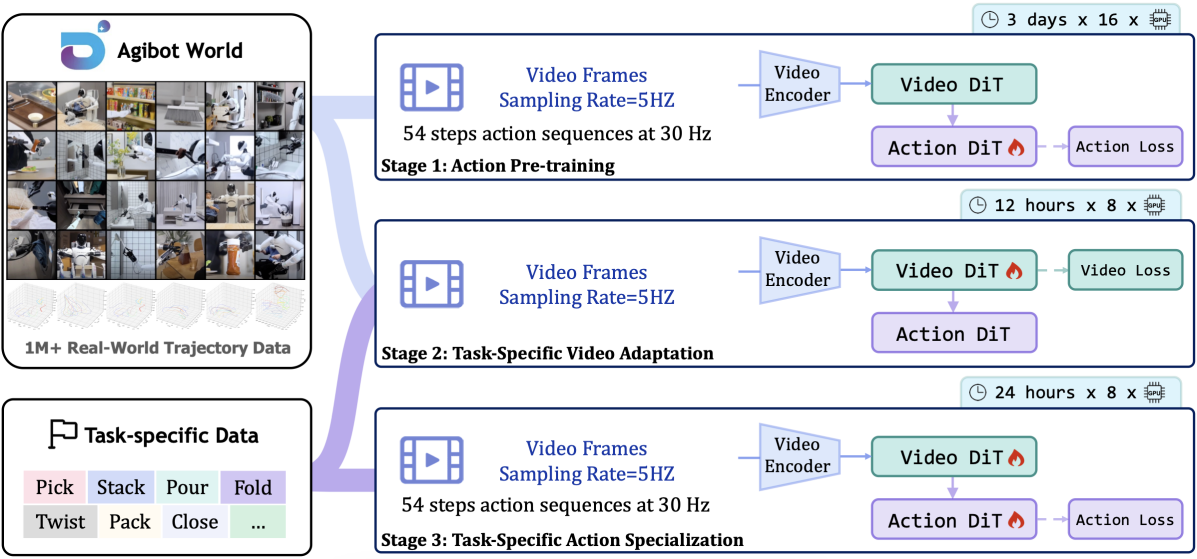 Agibot World
1M+ Real-World Trajectory Data
Task-specific Data
Pick
Stack
Pour
Fold
Twist
Pack
Close
...
3 days x 16 x GPU
Video Frames
Sampling Rate=5HZ
54 steps action sequences at 30 Hz
Stage 1: Action Pre-training
Video
Encoder
Video DiT
Action DiT
Action Loss
12 hours x 8 x GPU
Video Frames
Sampling Rate=5HZ
Stage 2: Task-Specific Video Adaptation
Video
Encoder
Video DiT
Video Loss
Action DiT
24 hours x 8 x GPU
Video Frames
Sampling Rate=5HZ
54 steps action sequences at 30 Hz
Stage 3: Task-Specific Action Specialization
Video
Encoder
Video DiT
Action DiT
Action Loss